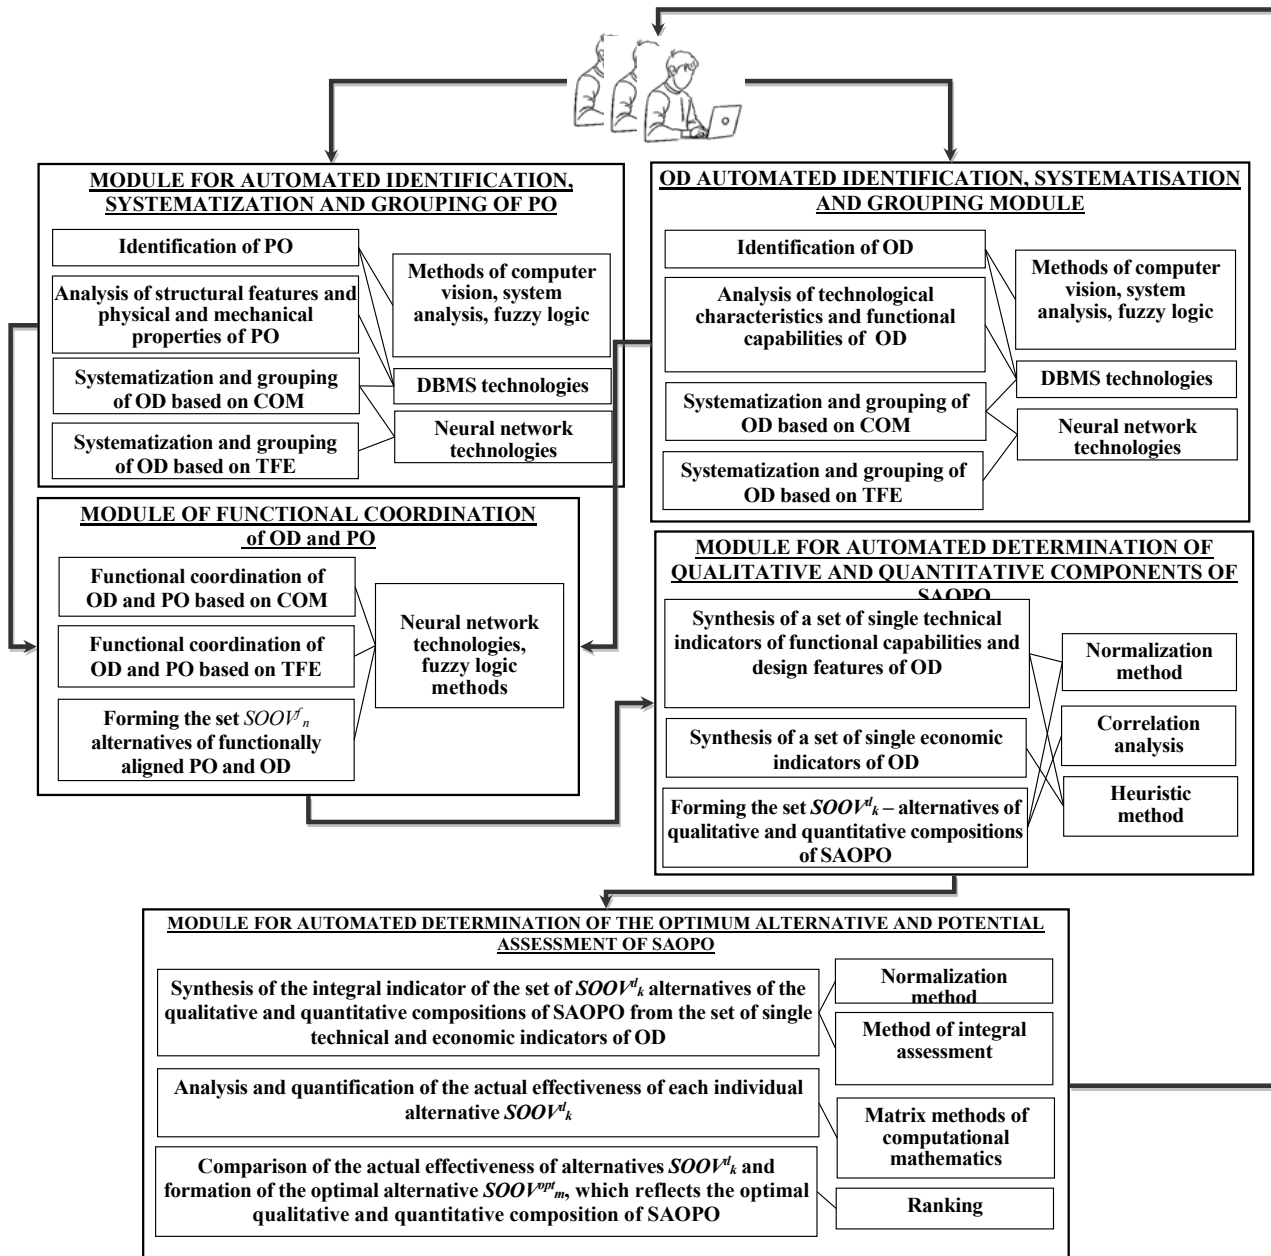 MODULE FOR AUTOMATED IDENTIFICATION,
SYSTEMATIZATION AND GROUPING OF PO
Identification of PO
Analysis of structural features and
physical and mechanical
properties of PO
Systematization and grouping
of OD based on COM
Systematization and grouping
of OD based on TFE
Methods of computer
vision, system
analysis, fuzzy logic
DBMS technologies
Neural network
technologies
OD AUTOMATED IDENTIFICATION, SYSTEMATISATION
AND GROUPING MODULE
Identification of OD
Analysis of technological
characteristics and functional
capabilities of OD
Systematization and grouping of
OD based on COM
Systematization and grouping of
OD based on TFE
Methods of computer
vision, system
analysis, fuzzy logic
DBMS technologies
Neural network
technologies
MODULE OF FUNCTIONAL COORDINATION
of OD and PO
Functional coordination of
OD and PO based on COM
Functional coordination of
OD and PO based on TFE
Forming the set SOOV^f_n
alternatives of functionally
aligned PO and OD
Neural network
technologies,
fuzzy logic
methods
MODULE FOR AUTOMATED DETERMINATION OF
QUALITATIVE AND QUANTITATIVE COMPONENTS OF
SAOPO
Synthesis of a set of single technical
indicators of functional capabilities and
design features of OD
Synthesis of a set of single economic
indicators of OD
Forming the set SOOV^d_k – alternatives of
qualitative and quantitative compositions
of SAOPO
Normalization
method
Correlation
analysis
Heuristic
method
MODULE FOR AUTOMATED DETERMINATION OF THE OPTIMUM ALTERNATIVE AND POTENTIAL
ASSESSMENT OF SAOPO
Synthesis of the integral indicator of the set of SOOV^d_k alternatives of the
qualitative and quantitative compositions of SAOPO from the set of single
technical and economic indicators of OD
Analysis and quantification of the actual effectiveness of each individual
alternative SOOV^d_k
Comparison of the actual effectiveness of alternatives SOOV^d_k and
formation of the optimal alternative SOOV^opt_m, which reflects the optimal
qualitative and quantitative composition of SAOPO
Normalization
method
Method of integral
assessment
Matrix methods of
computational
mathematics
Ranking